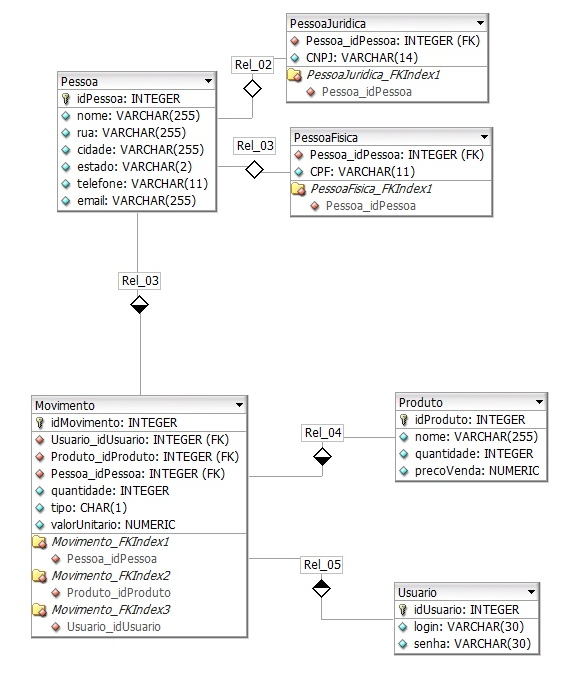 PessoaJuridica
Pessoa_idPessoa: INTEGER (FK)
CNPJ: VARCHAR(14)
PessoaJuridica_FKIndex1
Pessoa_idPessoa
Rel_02
Pessoa
idPessoa: INTEGER
nome: VARCHAR(255)
rua: VARCHAR(255)
cidade: VARCHAR(255)
estado: VARCHAR(2)
telefone: VARCHAR(11)
email: VARCHAR(255)
Rel_03
PessoaFisica
Pessoa_idPessoa: INTEGER (FK)
CPF: VARCHAR(11)
PessoaFisica_FKIndex1
Pessoa_idPessoa
Rel_03
Movimento
idMovimento: INTEGER
Usuario_idUsuario: INTEGER (FK)
Produto_idProduto: INTEGER (FK)
Pessoa_idPessoa: INTEGER (FK)
quantidade: INTEGER
tipo: CHAR(1)
valorUnitario: NUMERIC
Movimento_FKIndex1
Pessoa_idPessoa
Movimento_FKIndex2
Produto_idProduto
Movimento_FKIndex3
Usuario_idUsuario
Rel_04
Produto
idProduto: INTEGER
nome: VARCHAR(255)
quantidade: INTEGER
precoVenda: NUMERIC
Rel_05
Usuario
idUsuario: INTEGER
login: VARCHAR(30)
senha: VARCHAR(30)